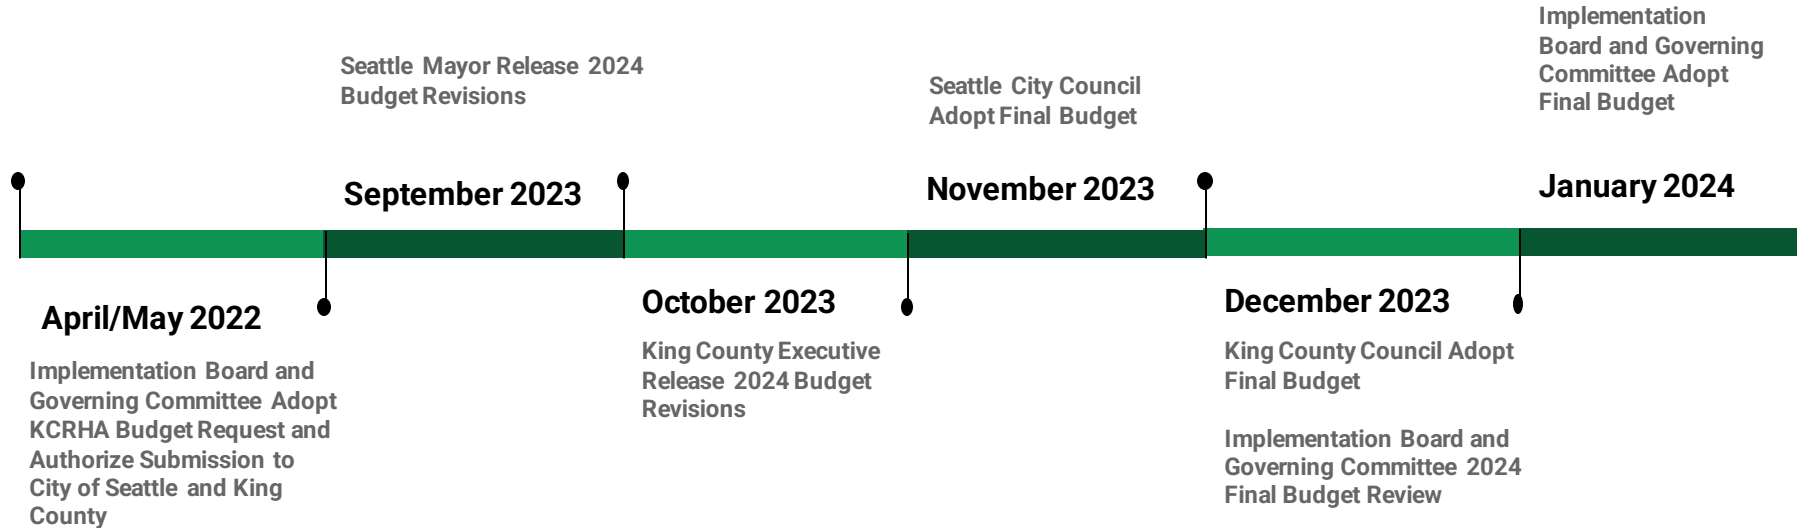 April/May 2022
Implementation Board and
Governing Committee Adopt
KCRHA Budget Request and
Authorize Submission to
City of Seattle and King
County
Seattle Mayor Release 2024
Budget Revisions
September 2023
October 2023
King County Executive
Release 2024 Budget
Revisions
Seattle City Council
Adopt Final Budget
November 2023
December 2023
King County Council Adopt
Final Budget
Implementation Board and
Governing Committee 2024
Final Budget Review
Implementation
Board and Governing
Committee Adopt
Final Budget
January 2024